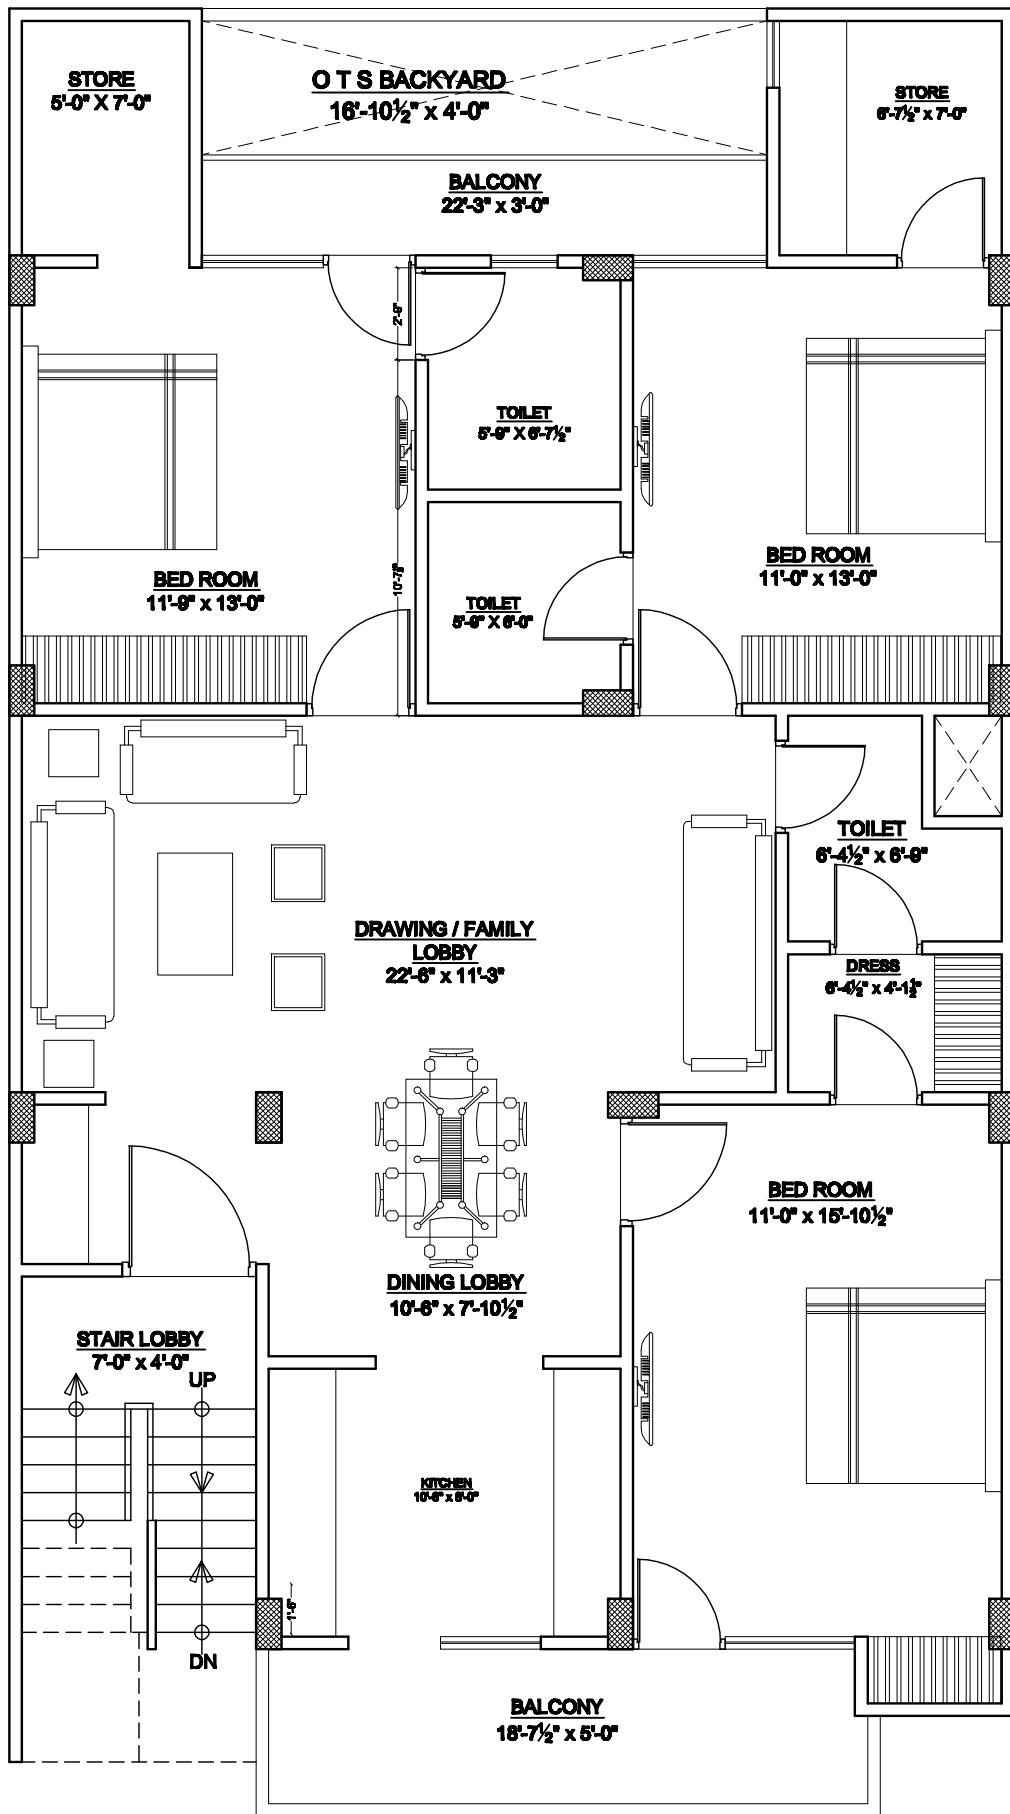 STORE
5'-0" X 7'-0"
O T S BACKYARD
16'-10½" x 4'-0"
STORE
6'-7½" x 7'-0"
BALCONY
22'-3" x 3'-0"
2'-9"
TOILET
5'-9" X 6'-7½"
BED ROOM
11'-9" x 13'-0"
BED ROOM
11'-0" x 13'-0"
TOILET
5'-9" X 6'-0"
TOILET
6'-4½" x 6'-9"
DRAWING / FAMILY
LOBBY
22'-6" x 11'-3"
DRESS
6'-4½" x 4'-1½"
BED ROOM
11'-0" x 15'-10½"
DINING LOBBY
10'-6" x 7'-10½"
STAIR LOBBY
7'-0" x 4'-0"
UP
KITCHEN
1'-6"
DN
BALCONY
18'-7½" x 5'-0"